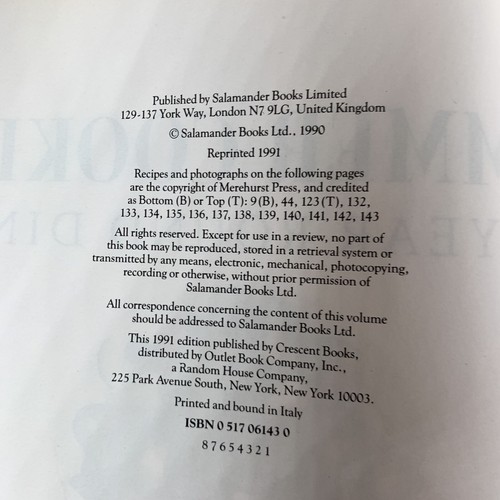 Published by Salamander Books Limited
129-137 York Way, London N7 9LG, United Kingdom
© Salamander Books Ltd., 1990
Reprinted 1991
Recipes and photographs on the following pages
are the copyright of Merehurst Press, and credited
as Bottom (B) or Top (T): 9(B), 44, 123(T), 132,
133, 134, 135, 136, 137, 138, 139, 140, 141, 142, 143
All rights reserved. Except for use in a review, no part of
this book may be reproduced, stored in a retrieval system or
transmitted by any means, electronic, mechanical, photocopying,
recording or otherwise, without prior permission of
Salamander Books Ltd.
All correspondence concerning the content of this volume
should be addressed to Salamander Books Ltd.
This 1991 edition published by Crescent Books,
distributed by Outlet Book Company, Inc.,
a Random House Company,
225 Park Avenue South, New York, New York 10003.
Printed and bound in Italy
ISBN 0 517 06143 0
8 7 6 5 4 3 2 1